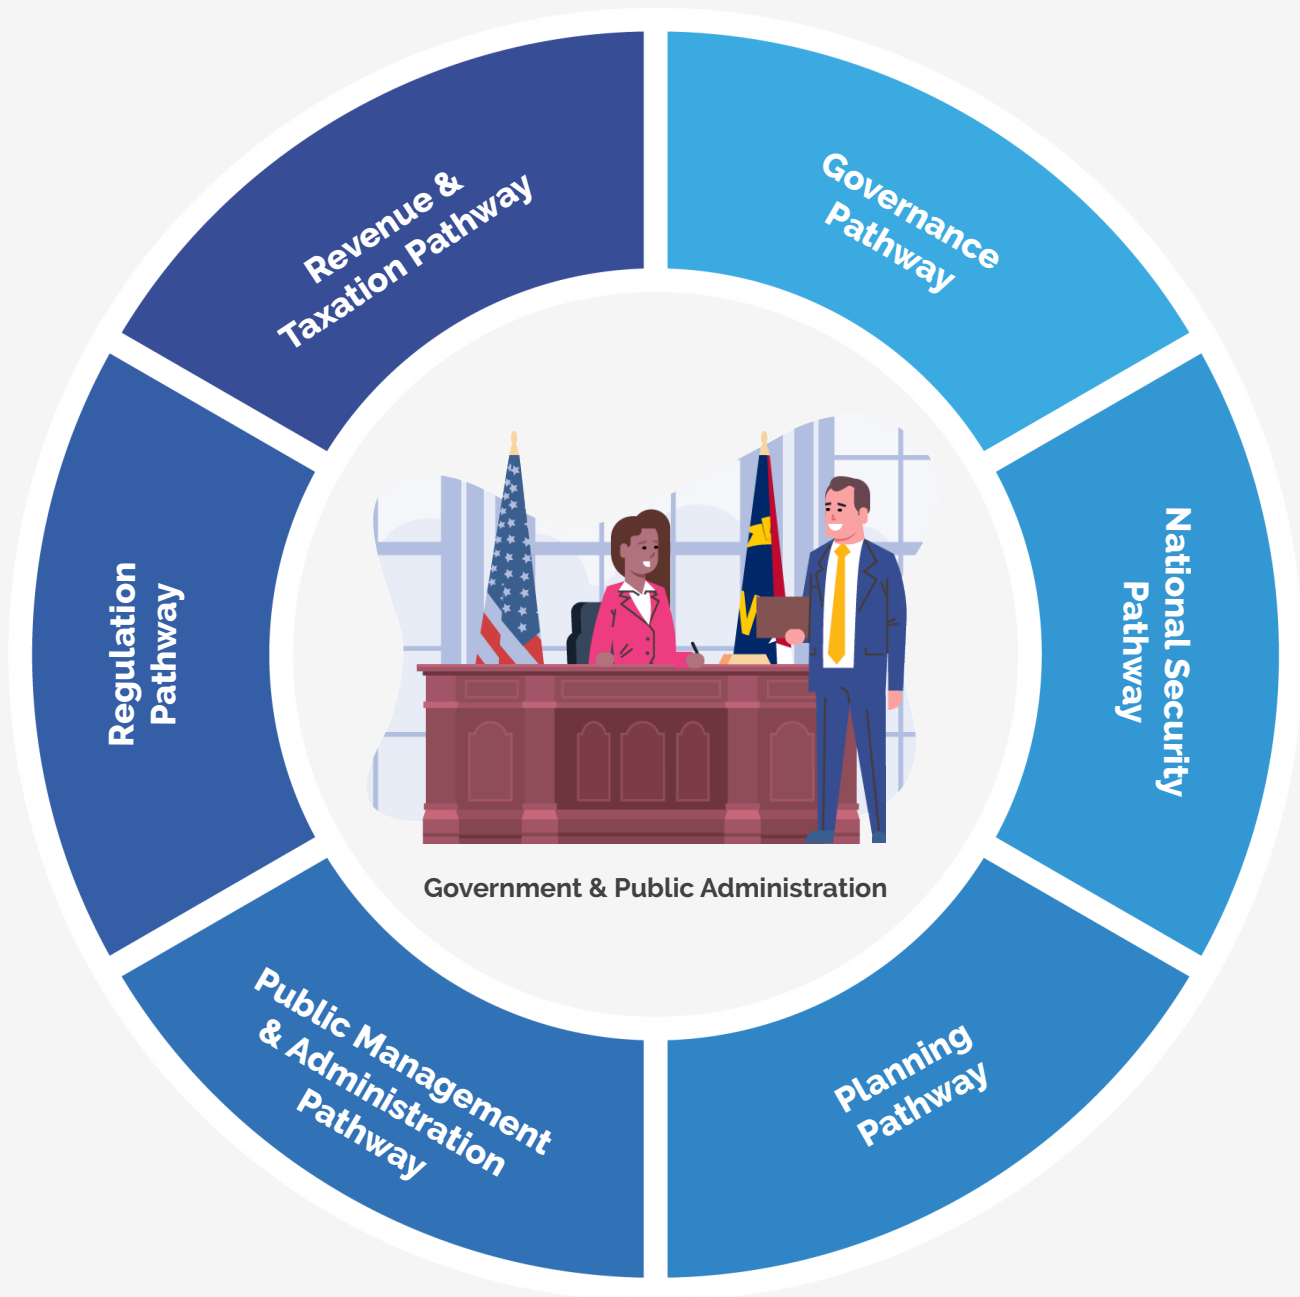 Revenue &
Taxation Pathway
Governance
Pathway
National Security
Pathway
Planning
Pathway
Public Management
& Administration
Pathway
Regulation
Pathway
Government & Public Administration